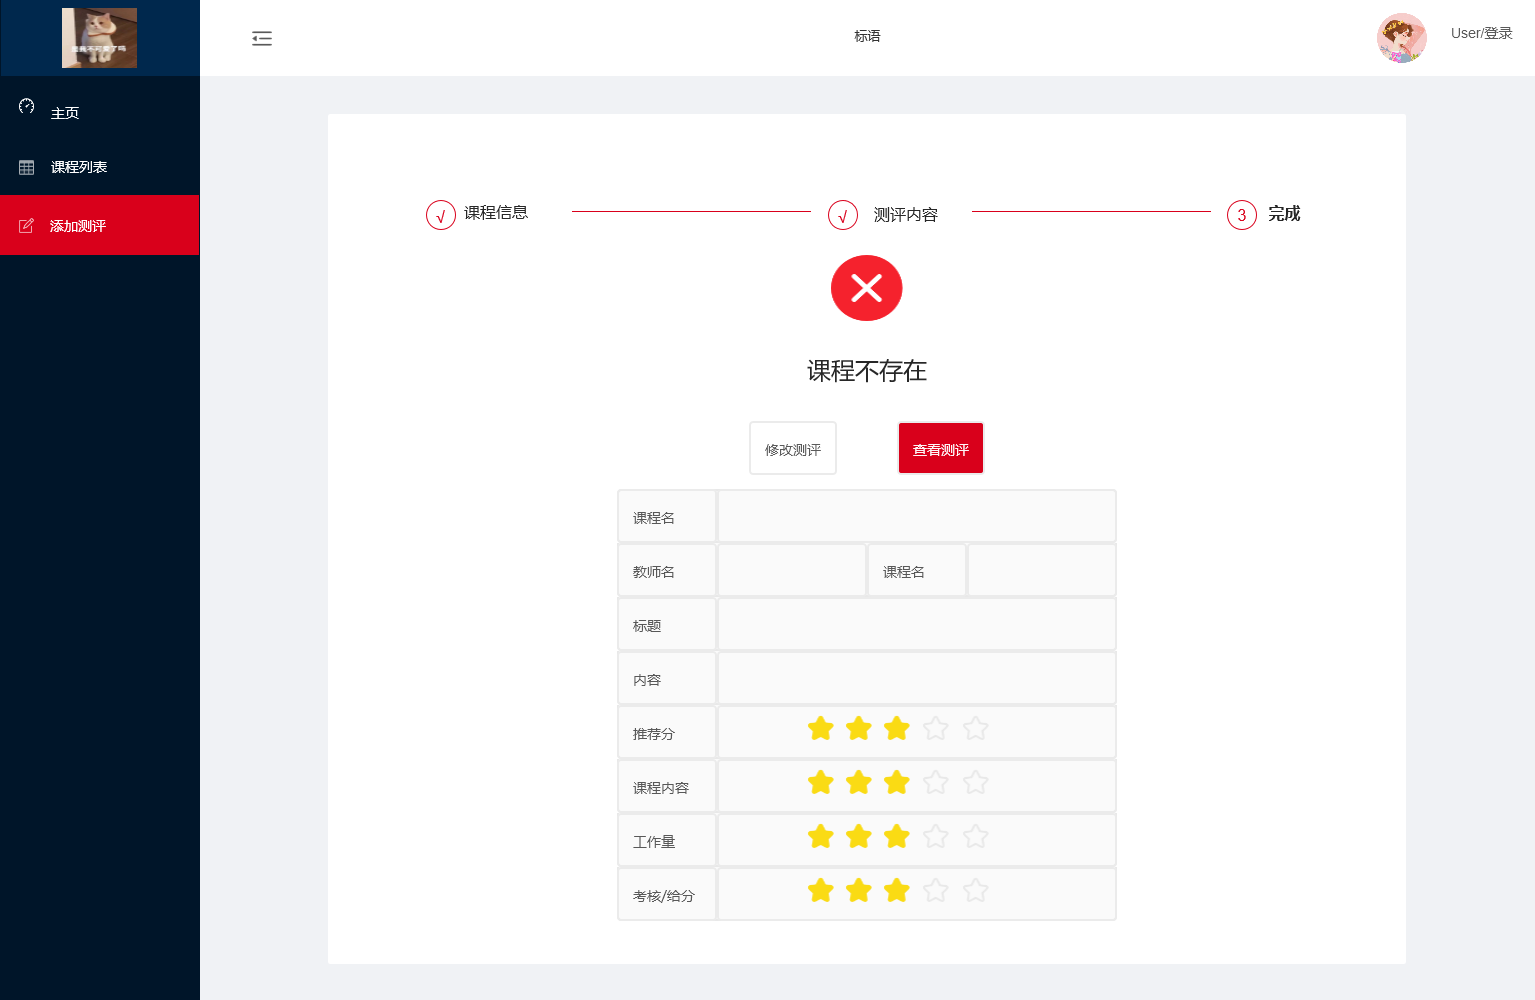 标语
User/登录
主页
课程列表
添加测评
√ 课程信息
√ 测评内容
3 完成
课程不存在
修改测评
查看测评
课程名
教师名
课程名
标题
内容
推荐分
课程内容
工作量
考核/给分